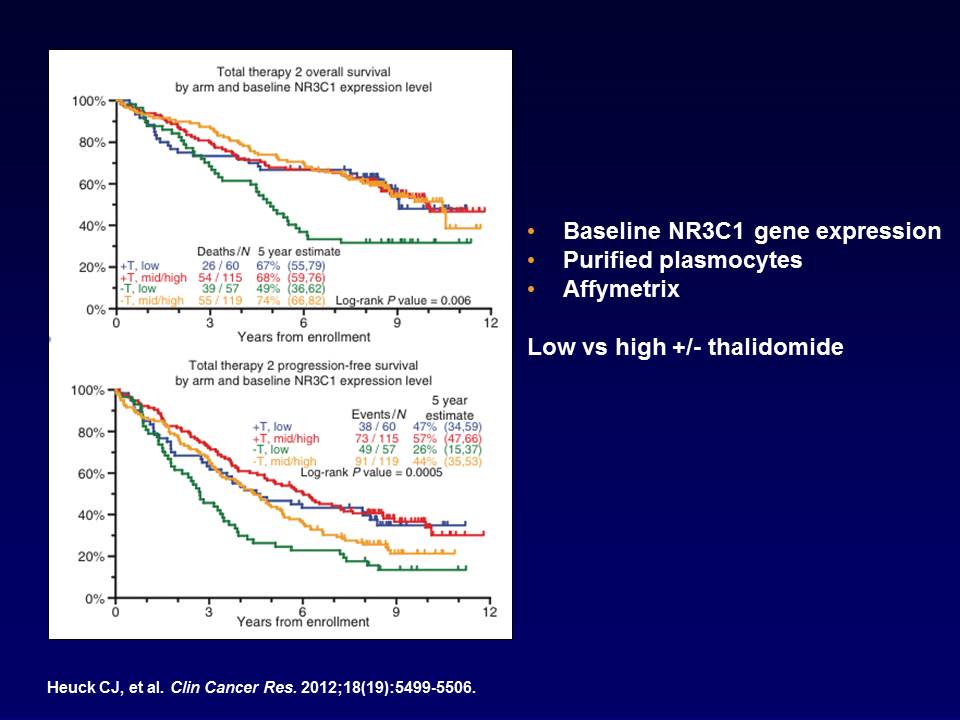 Total therapy 2 overall survival
by arm and baseline NR3C1 expression level
100%
80%
60%
40%
20%
0%
Deaths/N 5 year estimate
+T, low 26 / 60 67% (55,79)
+T, mid/high 54 / 115 68% (59,76)
-T, low 39 / 57 49% (36,62)
-T, mid/high 55 / 119 74% (66,82)
Log-rank P value = 0.006
0 3 6 9 12
Years from enrollment
Total therapy 2 progression-free survival
by arm and baseline NR3C1 expression level
100%
80%
60%
40%
20%
0%
5 year
Events/N estimate
+T, low 38 / 60 47% (34,59)
+T, mid/high 73 / 115 57% (47,66)
-T, low 49 / 57 26% (15,37)
-T, mid/high 91 / 119 44% (35,53)
Log-rank P value = 0.0005
0 3 6 9 12
Years from enrollment
• Baseline NR3C1 gene expression
• Purified plasmocytes
• Affymetrix
Low vs high +/- thalidomide
Heuck CJ, et al. Clin Cancer Res. 2012;18(19):5499-5506.